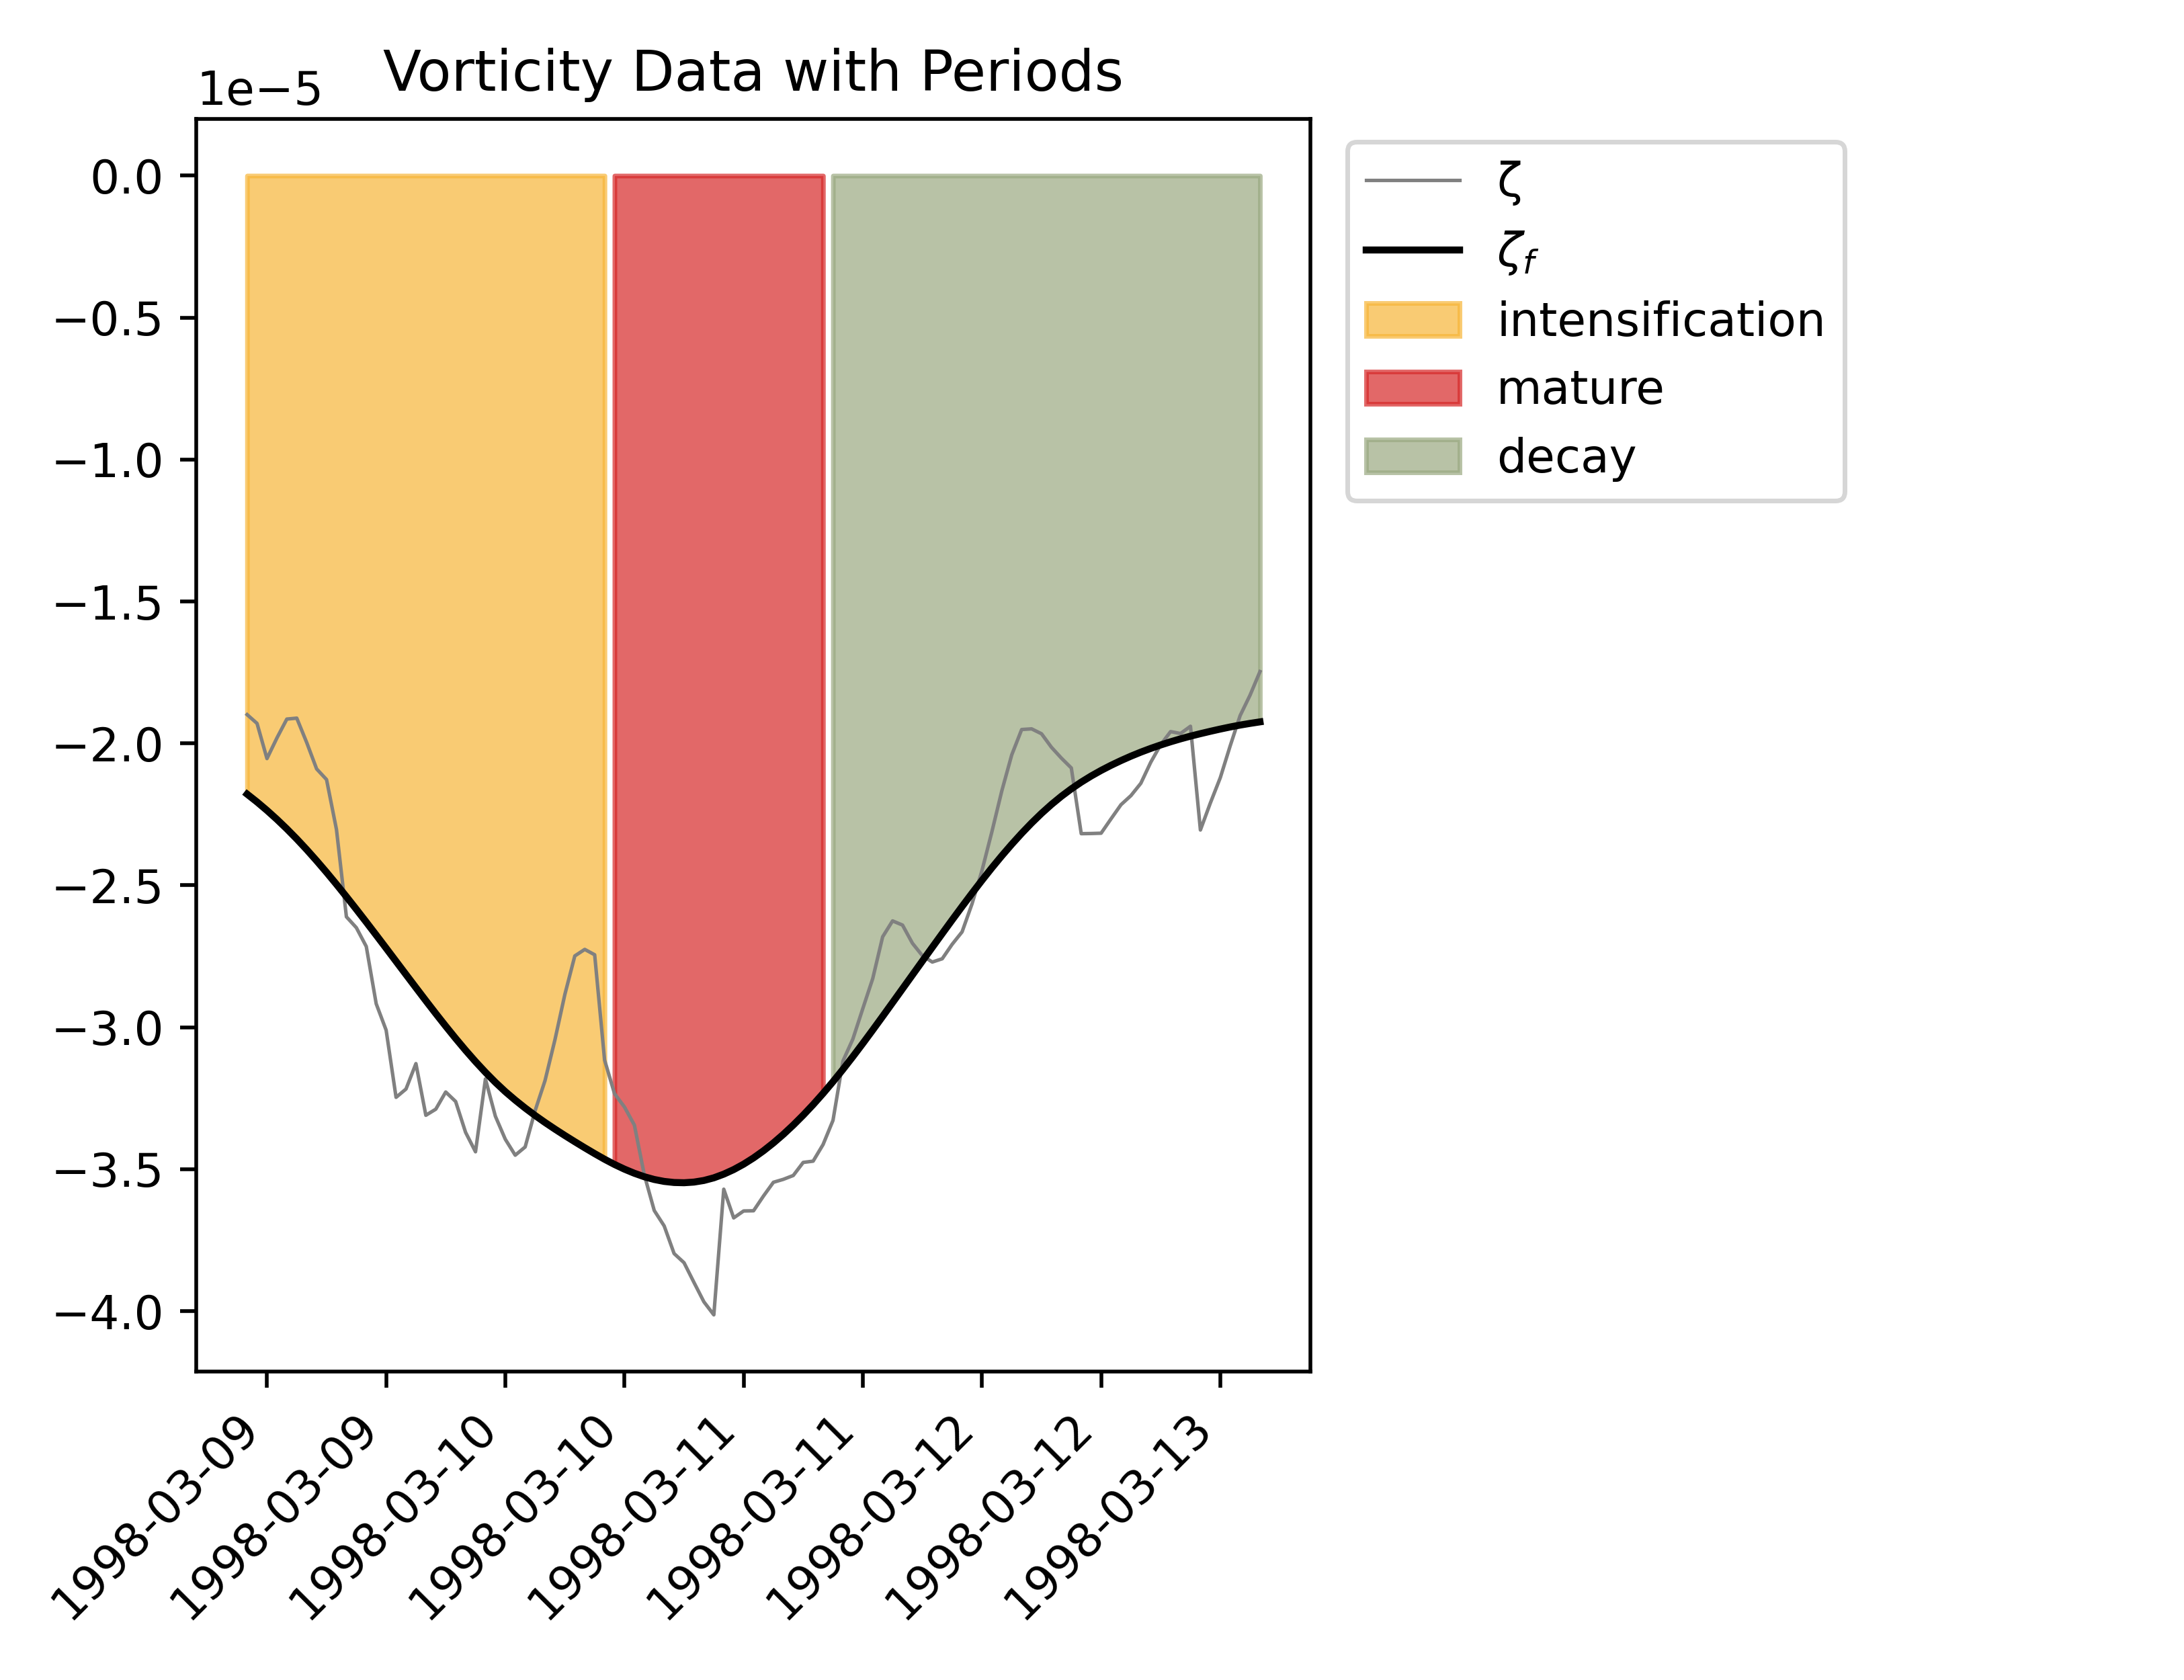 Vorticity Data with Periods
1e−5
0.0
−0.5
−1.0
−1.5
−2.0
−2.5
−3.0
−3.5
−4.0
1998-03-09
1998-03-09
1998-03-10
1998-03-10
1998-03-11
1998-03-11
1998-03-12
1998-03-12
1998-03-13
ζ
ζf
intensification
mature
decay